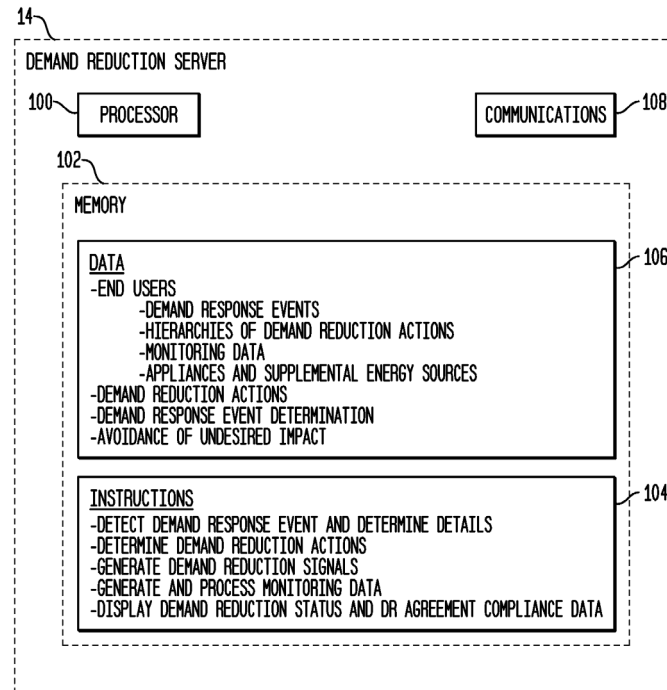 14
DEMAND REDUCTION SERVER
100
PROCESSOR
COMMUNICATIONS
108
102
MEMORY
106
DATA
-END USERS
-DEMAND RESPONSE EVENTS
-HIERARCHIES OF DEMAND REDUCTION ACTIONS
-MONITORING DATA
-APPLIANCES AND SUPPLEMENTAL ENERGY SOURCES
-DEMAND REDUCTION ACTIONS
-DEMAND RESPONSE EVENT DETERMINATION
-AVOIDANCE OF UNDESIRED IMPACT
104
INSTRUCTIONS
-DETECT DEMAND RESPONSE EVENT AND DETERMINE DETAILS
-DETERMINE DEMAND REDUCTION ACTIONS
-GENERATE DEMAND REDUCTION SIGNALS
-GENERATE AND PROCESS MONITORING DATA
-DISPLAY DEMAND REDUCTION STATUS AND DR AGREEMENT COMPLIANCE DATA